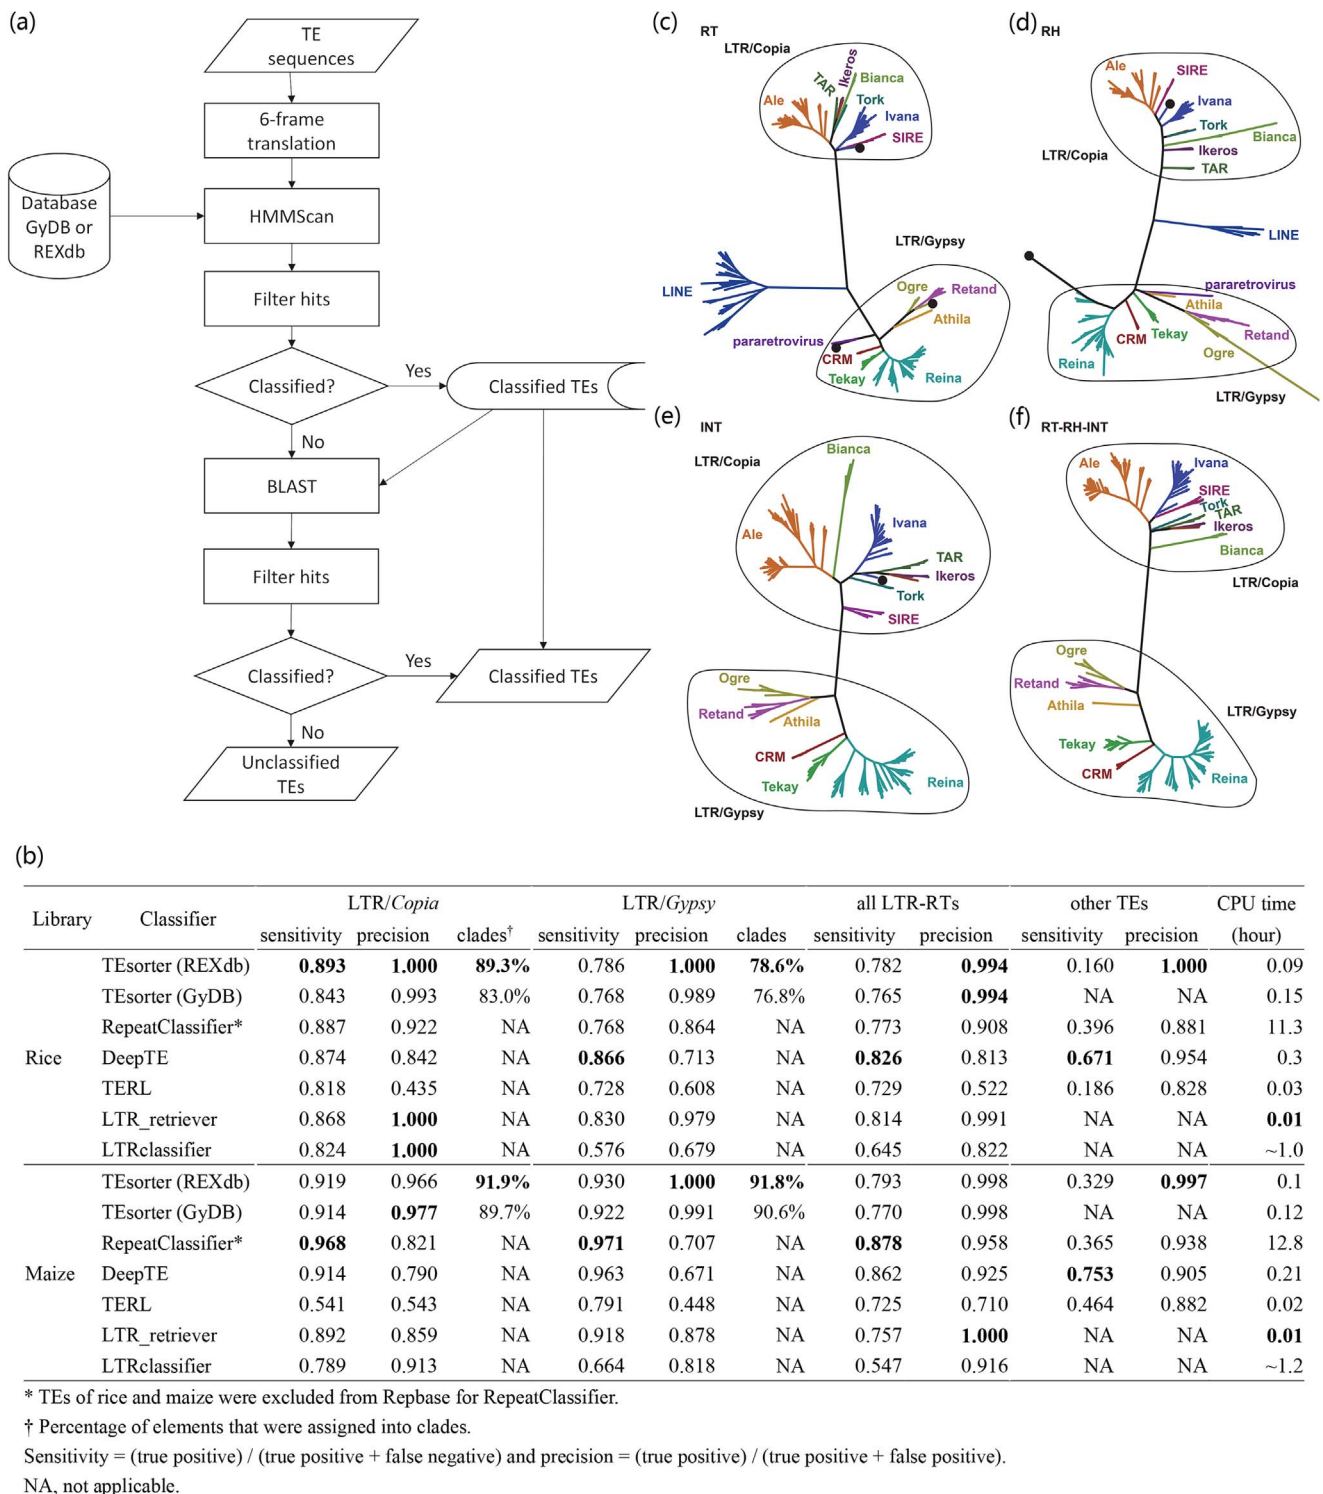 (a)
TE
sequences
6-frame
translation
Database
GyDB or
REXdb
HMMScan
Filter hits
Classified?
Yes
Classified TEs
No
BLAST
Filter hits
Classified?
Yes
Classified TEs
No
Unclassified
TEs
(c)
RT
LTR/Copia
Ale
TAR
Ikeros
Bianca
Tork
Ivana
SIRE
LTR/Gypsy
LINE
Ogre
Retand
Athila
pararetrovirus
CRM
Tekay
Reina
(d)
RH
Ale
SIRE
Ivana
Tork
Bianca
Ikeros
TAR
LTR/Copia
LINE
pararetrovirus
Athila
Retand
Tekay
CRM
Ogre
Reina
LTR/Gypsy
(e)
INT
LTR/Copia
Bianca
Ale
Ivana
TAR
Ikeros
Tork
SIRE
Ogre
Retand
Athila
CRM
Tekay
Reina
LTR/Gypsy
(f)
RT-RH-INT
Ale
Ivana
SIRE
Tork
TAR
Ikeros
Bianca
LTR/Copia
Ogre
Retand
Athila
LTR/Gypsy
Tekay
CRM
Reina
(b)
Library Classifier LTR/Copia LTR/Gypsy all LTR-RTs other TEs CPU time
sensitivity precision clades† sensitivity precision clades sensitivity precision sensitivity precision (hour)
TEsorter (REXdb) 0.893 1.000 89.3% 0.786 1.000 78.6% 0.782 0.994 0.160 1.000 0.09
TEsorter (GyDB) 0.843 0.993 83.0% 0.768 0.989 76.8% 0.765 0.994 NA NA 0.15
RepeatClassifier* 0.887 0.922 NA 0.768 0.864 NA 0.773 0.908 0.396 0.881 11.3
Rice DeepTE 0.874 0.842 NA 0.866 0.713 NA 0.826 0.813 0.671 0.954 0.3
TERL 0.818 0.435 NA 0.728 0.608 NA 0.729 0.522 0.186 0.828 0.03
LTR_retriever 0.868 1.000 NA 0.830 0.979 NA 0.814 0.991 NA NA 0.01
LTRclassifier 0.824 1.000 NA 0.576 0.679 NA 0.645 0.822 NA NA ~1.0
TEsorter (REXdb) 0.919 0.966 91.9% 0.930 1.000 91.8% 0.793 0.998 0.329 0.997 0.1
TEsorter (GyDB) 0.914 0.977 89.7% 0.922 0.991 90.6% 0.770 0.998 NA NA 0.12
RepeatClassifier* 0.968 0.821 NA 0.971 0.707 NA 0.878 0.958 0.365 0.938 12.8
Maize DeepTE 0.914 0.790 NA 0.963 0.671 NA 0.862 0.925 0.753 0.905 0.21
TERL 0.541 0.543 NA 0.791 0.448 NA 0.725 0.710 0.464 0.882 0.02
LTR_retriever 0.892 0.859 NA 0.918 0.878 NA 0.757 1.000 NA NA 0.01
LTRclassifier 0.789 0.913 NA 0.664 0.818 NA 0.547 0.916 NA NA ~1.2
* TEs of rice and maize were excluded from Repbase for RepeatClassifier.
† Percentage of elements that were assigned into clades.
Sensitivity = (true positive) / (true positive + false negative) and precision = (true positive) / (true positive + false positive).
NA, not applicable.